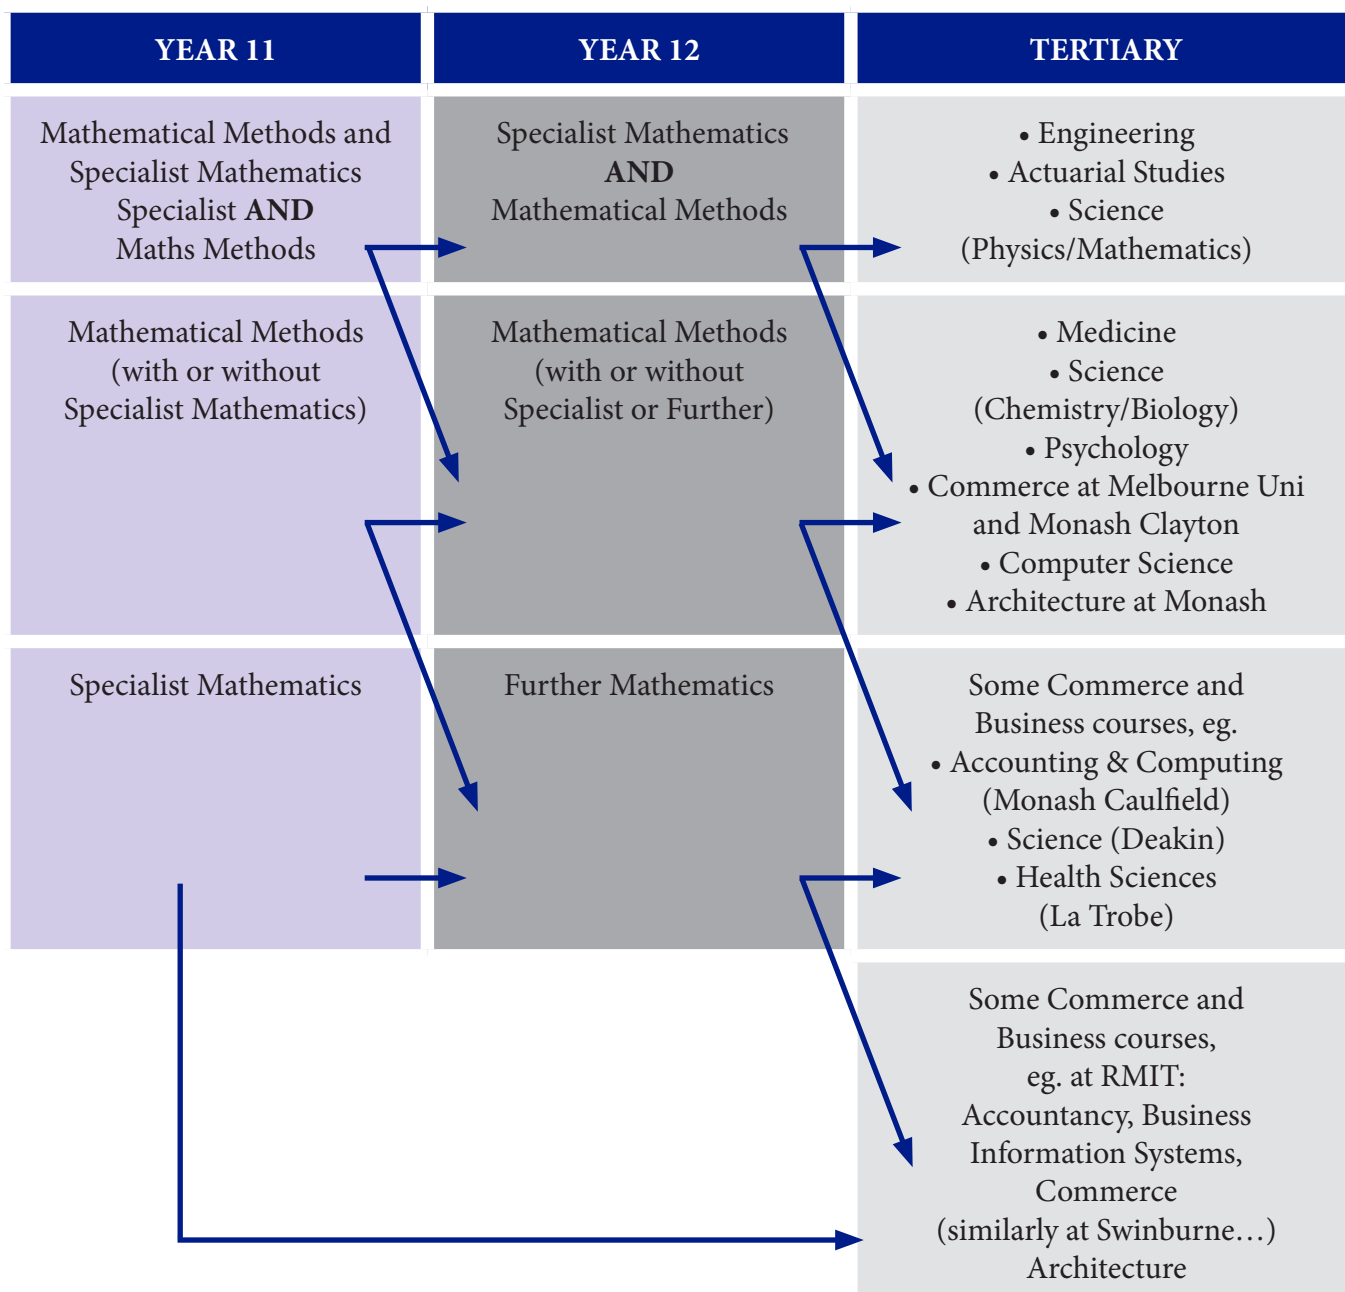 YEAR 11
YEAR 12
TERTIARY
Mathematical Methods and
Specialist Mathematics
Specialist AND
Maths Methods
Specialist Mathematics
AND
Mathematical Methods
• Engineering
• Actuarial Studies
• Science
(Physics/Mathematics)
Mathematical Methods
(with or without
Specialist Mathematics)
Mathematical Methods
(with or without
Specialist or Further)
• Medicine
• Science
(Chemistry/Biology)
• Psychology
• Commerce at Melbourne Uni
and Monash Clayton
• Computer Science
• Architecture at Monash
Specialist Mathematics
Further Mathematics
Some Commerce and
Business courses, eg.
• Accounting & Computing
(Monash Caulfield)
• Science (Deakin)
• Health Sciences
(La Trobe)
Some Commerce and
Business courses,
eg. at RMIT:
Accountancy, Business
Information Systems,
Commerce
(similarly at Swinburne…)
Architecture